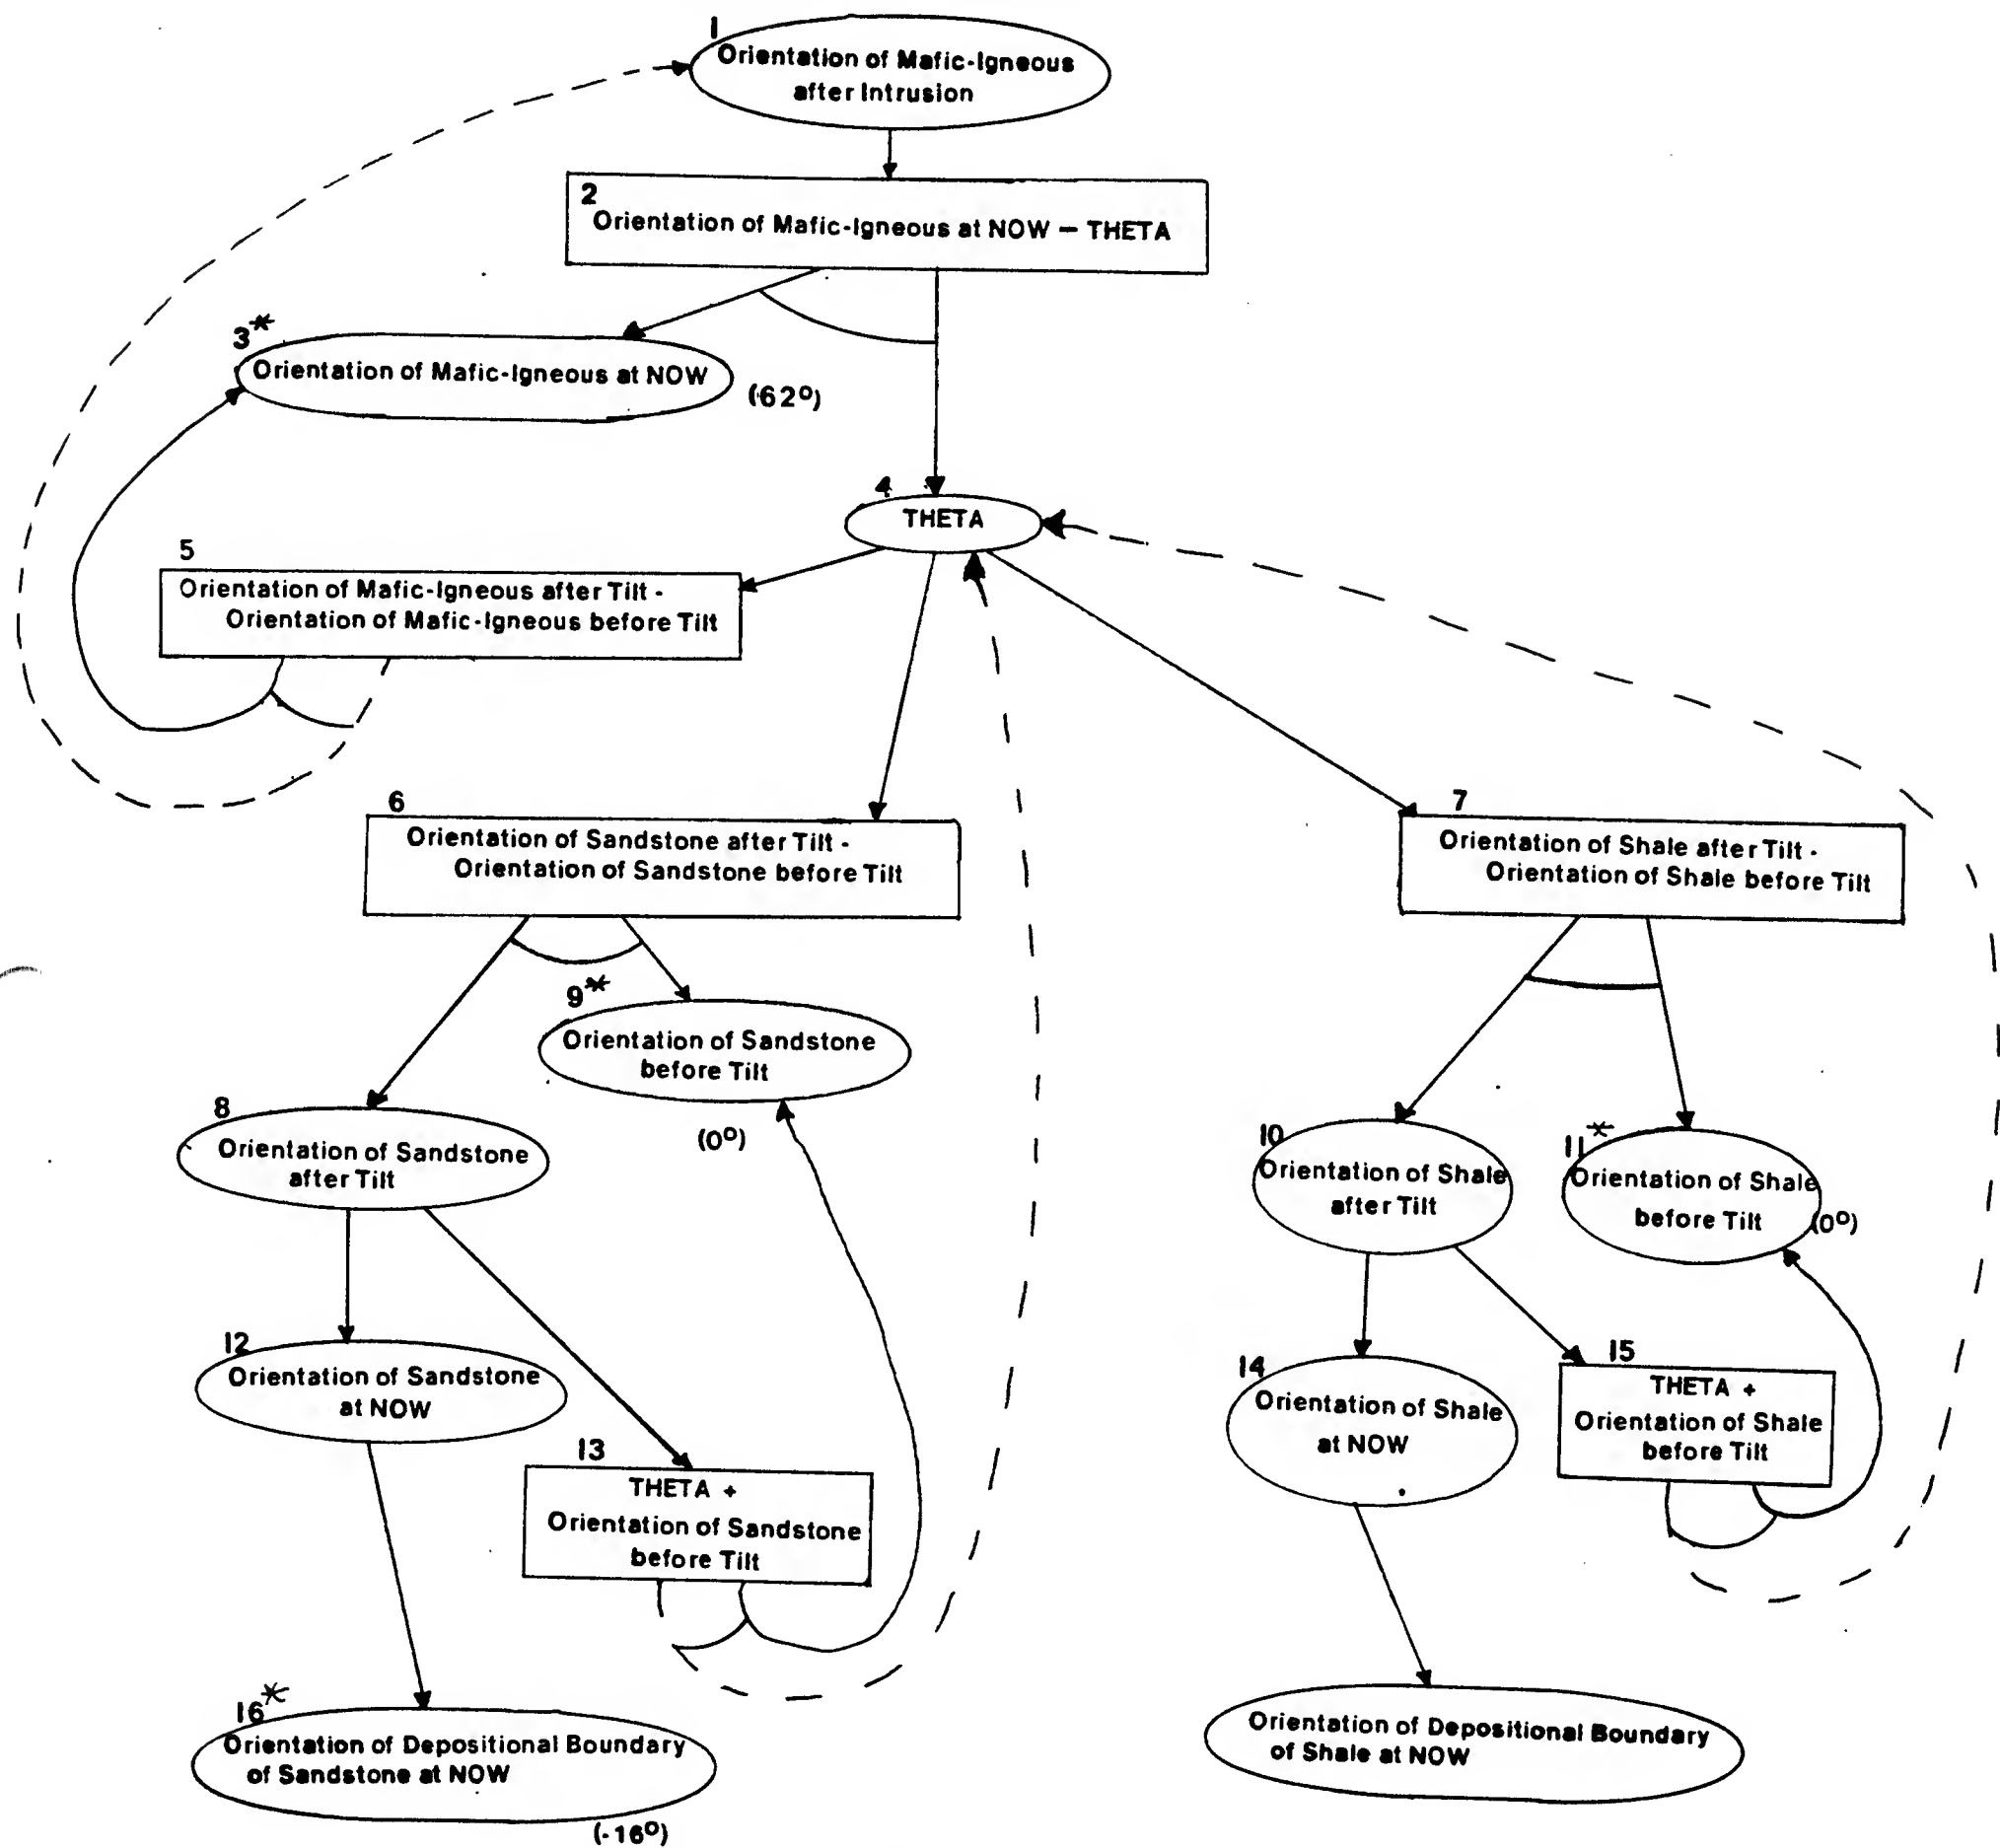 1
Orientation of Mafic-Igneous
after Intrusion
2
Orientation of Mafic-Igneous at NOW — THETA
3*
Orientation of Mafic-Igneous at NOW
(62°)
4
THETA
5
Orientation of Mafic-Igneous after Tilt -
Orientation of Mafic-Igneous before Tilt
6
Orientation of Sandstone after Tilt -
Orientation of Sandstone before Tilt
7
Orientation of Shale after Tilt -
Orientation of Shale before Tilt
8
Orientation of Sandstone
after Tilt
9*
Orientation of Sandstone
before Tilt
(0°)
10
Orientation of Shale
after Tilt
11*
Orientation of Shale
before Tilt
(0°)
12
Orientation of Sandstone
at NOW
13
THETA +
Orientation of Sandstone
before Tilt
14
Orientation of Shale
at NOW
15
THETA +
Orientation of Shale
before Tilt
16*
Orientation of Depositional Boundary
of Sandstone at NOW
(-16°)
Orientation of Depositional Boundary
of Shale at NOW